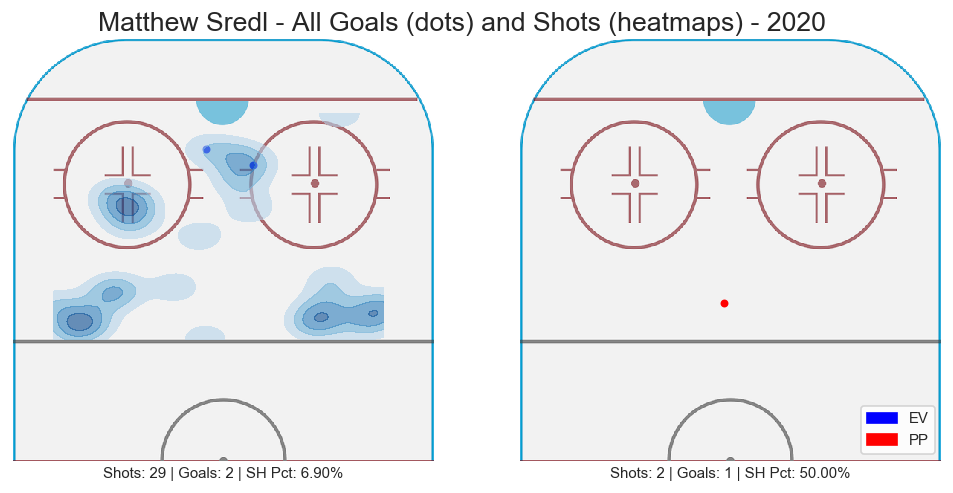 Matthew Sredl - All Goals (dots) and Shots (heatmaps) - 2020
EV
PP
Shots: 29 | Goals: 2 | SH Pct: 6.90%
Shots: 2 | Goals: 1 | SH Pct: 50.00%